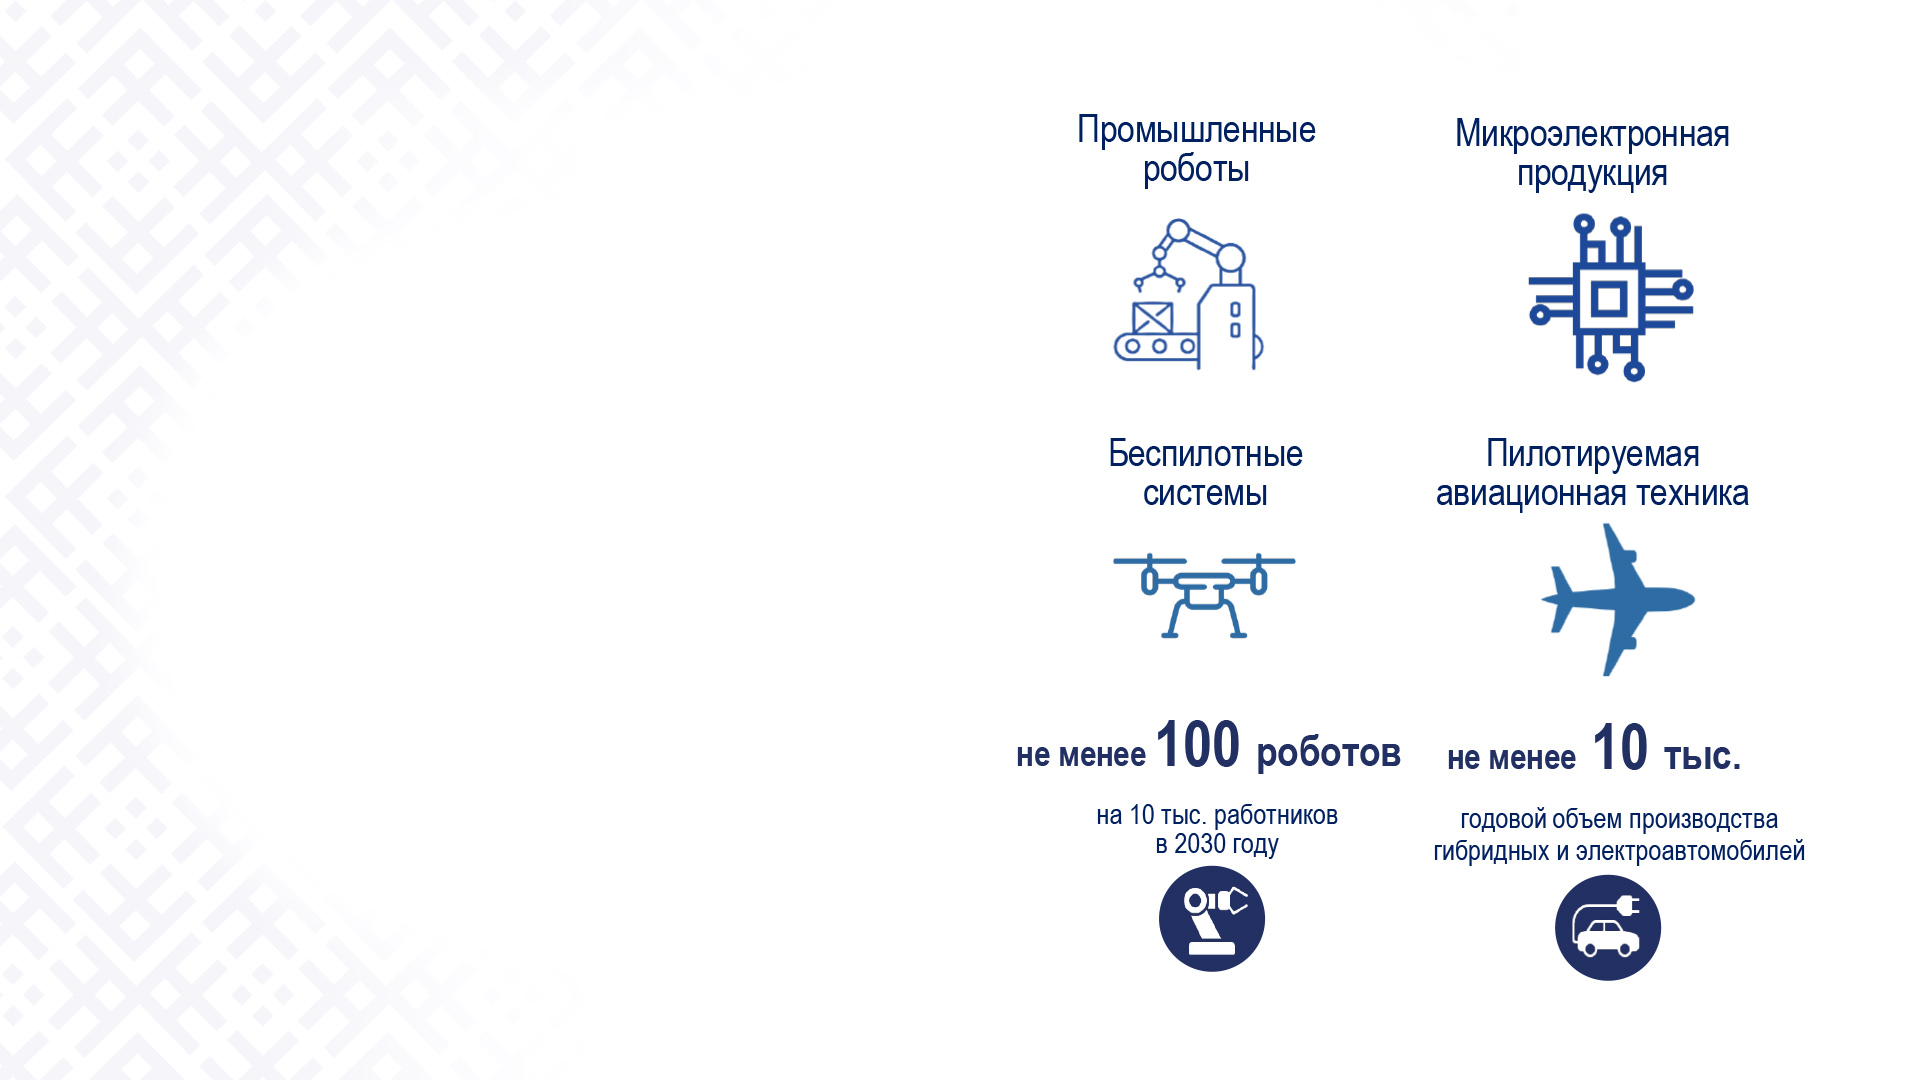 Промышленные
роботы
Микроэлектронная
продукция
Беспилотные
системы
Пилотируемая
авиационная техника
не менее 100 роботов
на 10 тыс. работников
в 2030 году
не менее 10 тыс.
годовой объем производства
гибридных и электроавтомобилей